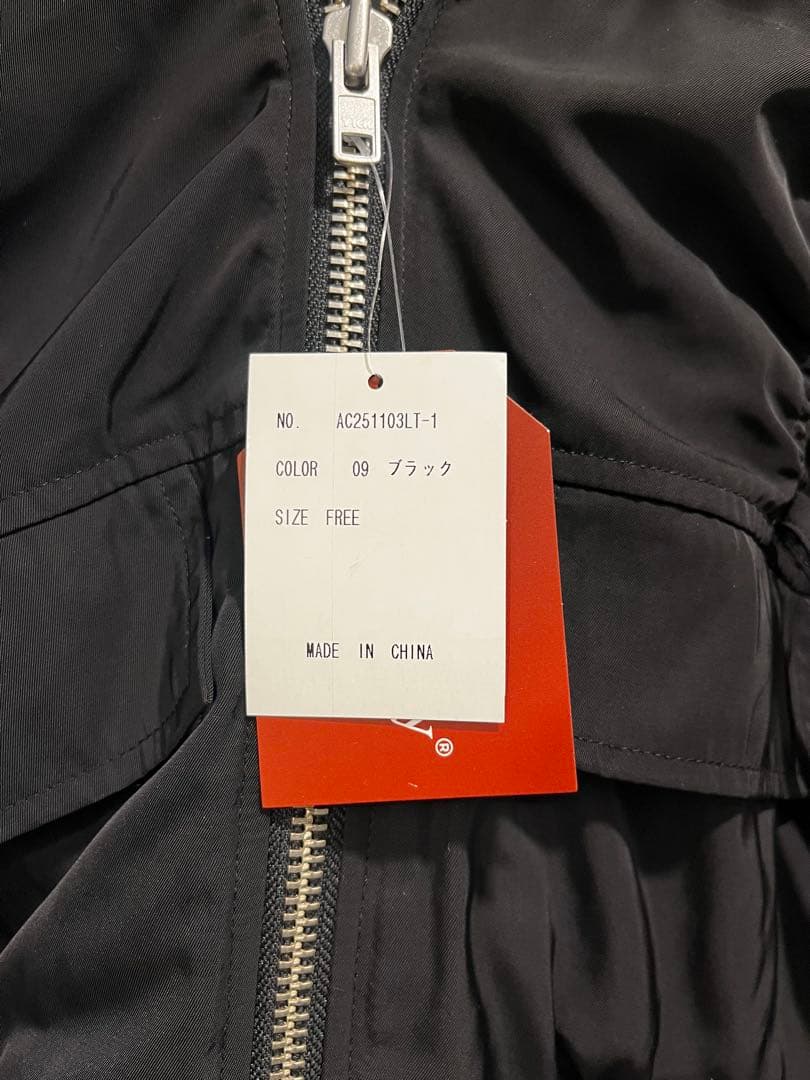 NO. AC251103LT-1
COLOR 09 ブラック
SIZE FREE
MADE IN CHINA
y®